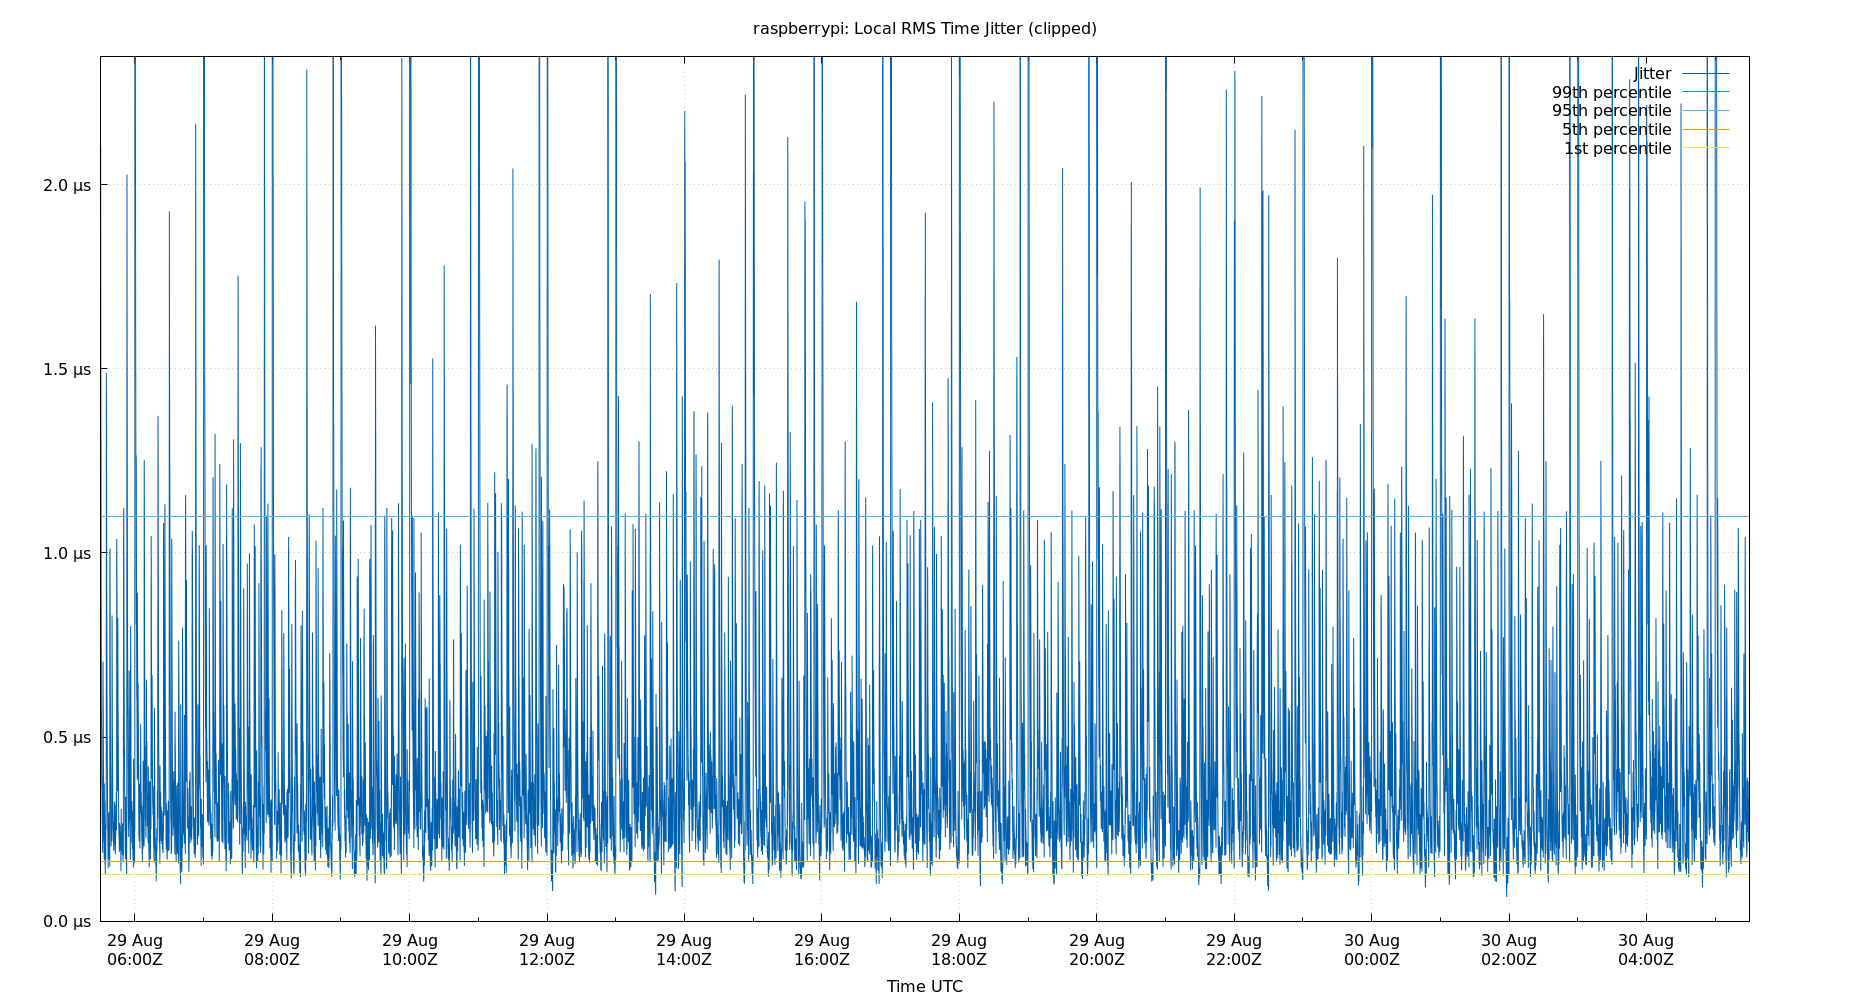 raspberrypi: Local RMS Time Jitter (clipped)
Jitter
99th percentile
95th percentile
5th percentile
1st percentile
2.0 µs
1.5 µs
1.0 µs
0.5 µs
0.0 µs
29 Aug 29 Aug 29 Aug 29 Aug 29 Aug 29 Aug 29 Aug 29 Aug 29 Aug 30 Aug 30 Aug 30 Aug
06:00Z 08:00Z 10:00Z 12:00Z 14:00Z 16:00Z 18:00Z 20:00Z 22:00Z 00:00Z 02:00Z 04:00Z
Time UTC